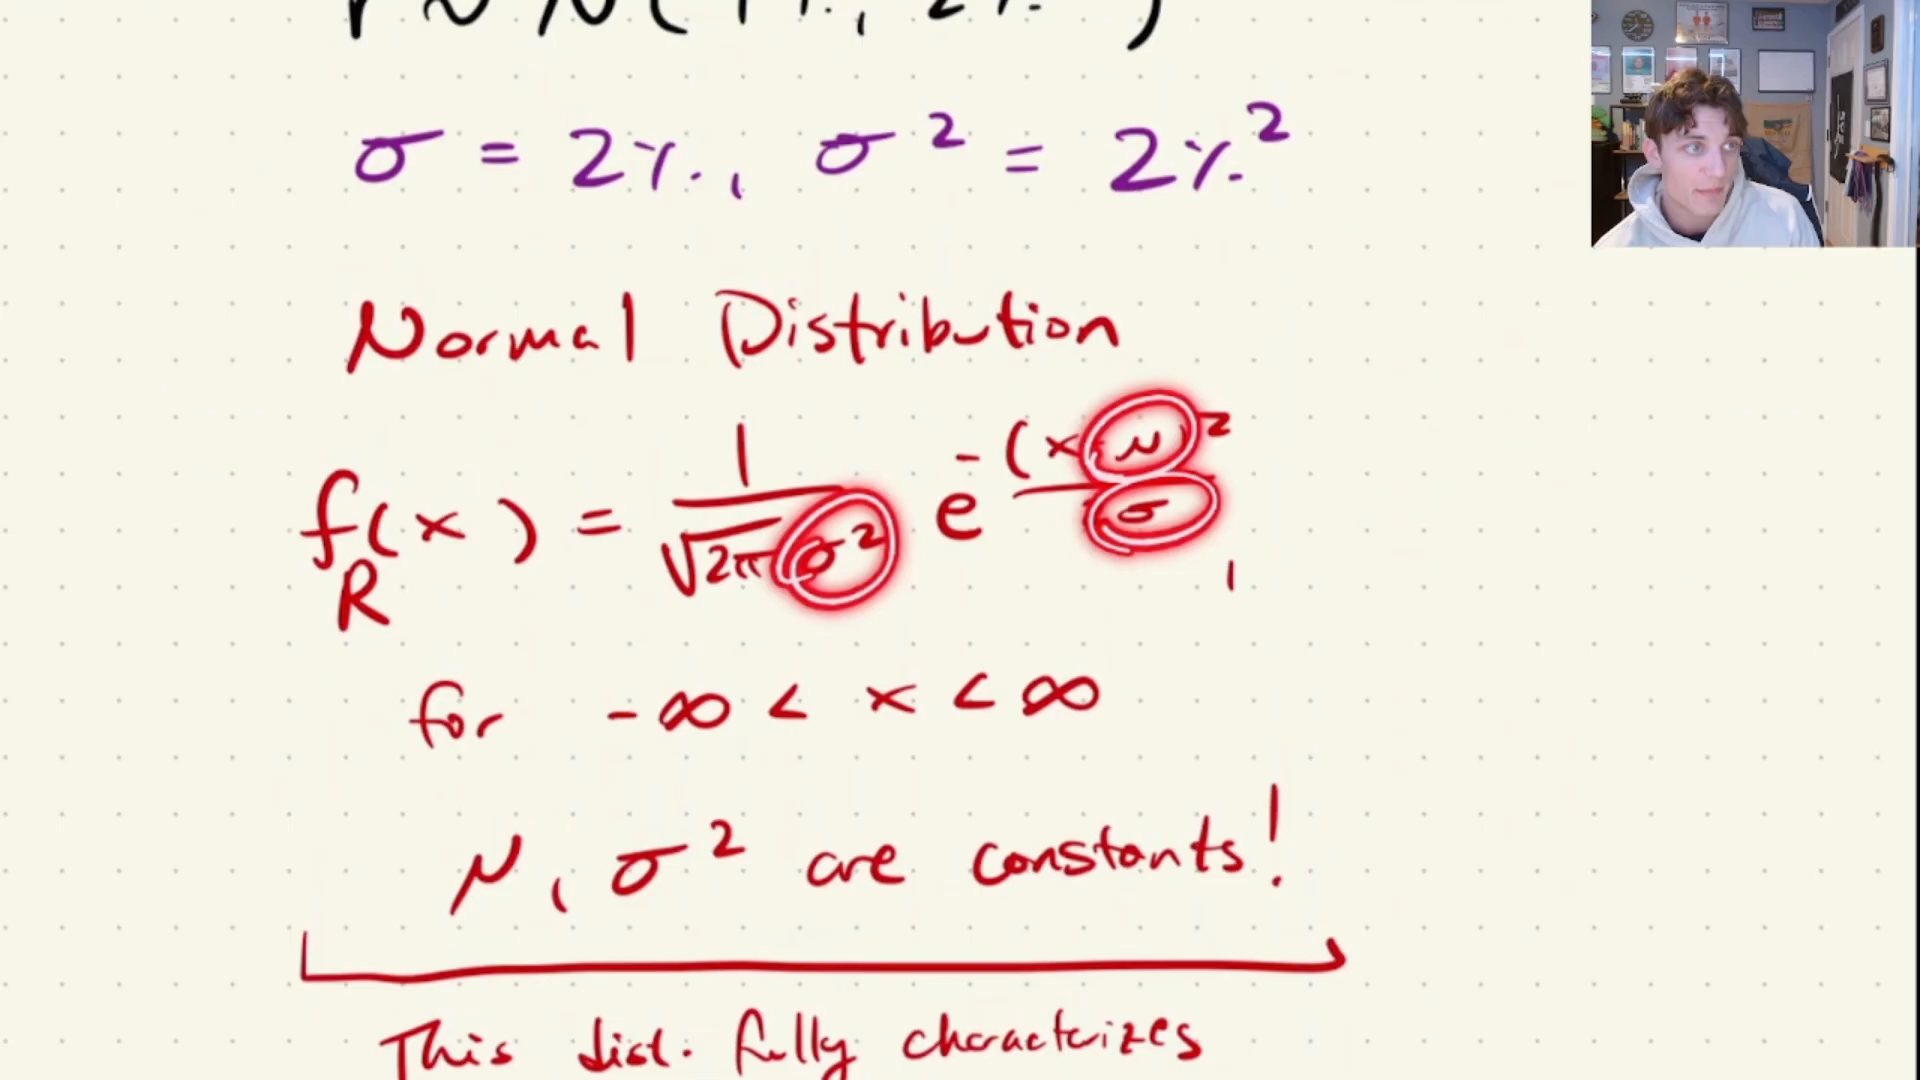 σ = 2%, σ² = 2%²
Normal Distribution
f_R(x) = 1/√2πσ² e^-(x-μ)²/σ,
for -∞ < x < ∞
μ, σ² are constants!
This dist. fully characterizes